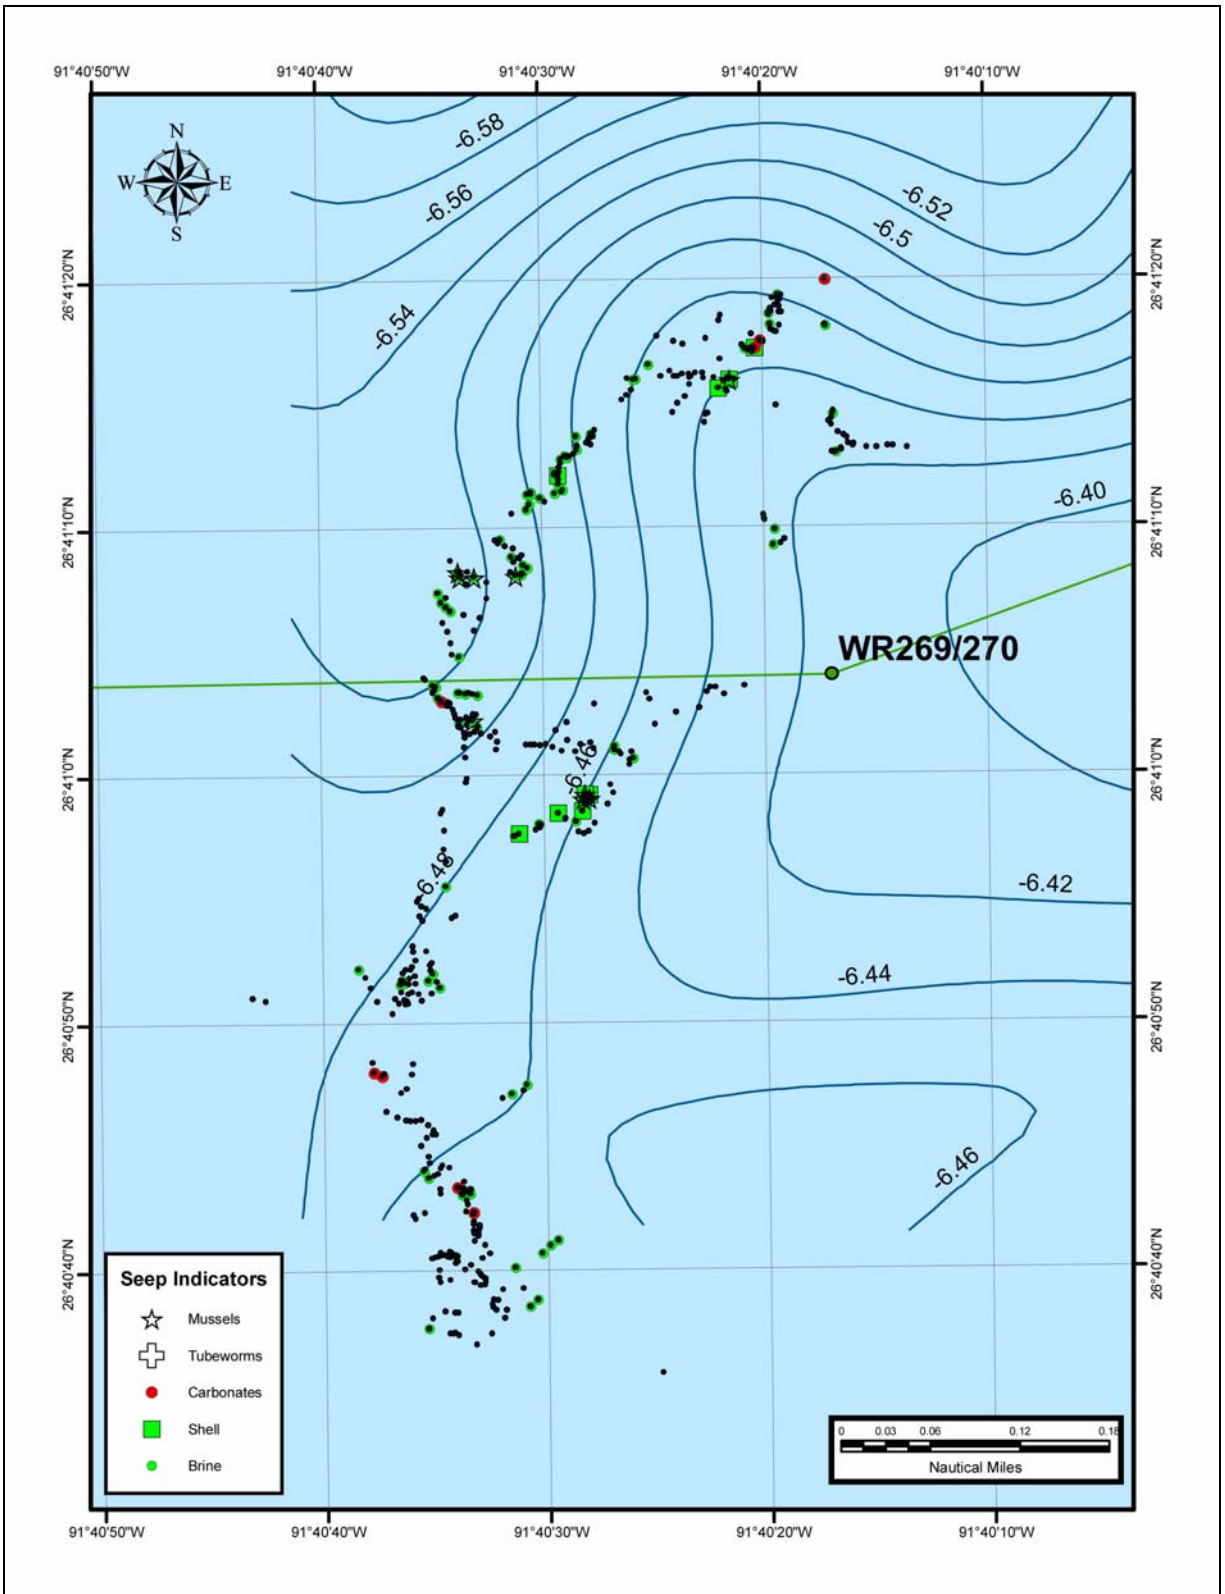 91°40'50"W 91°40'40"W 91°40'30"W 91°40'20"W 91°40'10"W
N
W E
S
-6.58
-6.56
-6.54
-6.52
-6.5
26°41'20"N 26°41'20"N
-6.40
26°41'10"N 26°41'10"N
WR269/270
-6.46
26°41'0"N 26°41'0"N
-6.48
-6.42
-6.44
26°40'50"N 26°40'50"N
-6.46
26°40'40"N 26°40'40"N
Seep Indicators
Mussels
Tubeworms
Carbonates
Shell
Brine
0 0.03 0.06 0.12 0.18
Nautical Miles
91°40'50"W 91°40'40"W 91°40'30"W 91°40'20"W 91°40'10"W